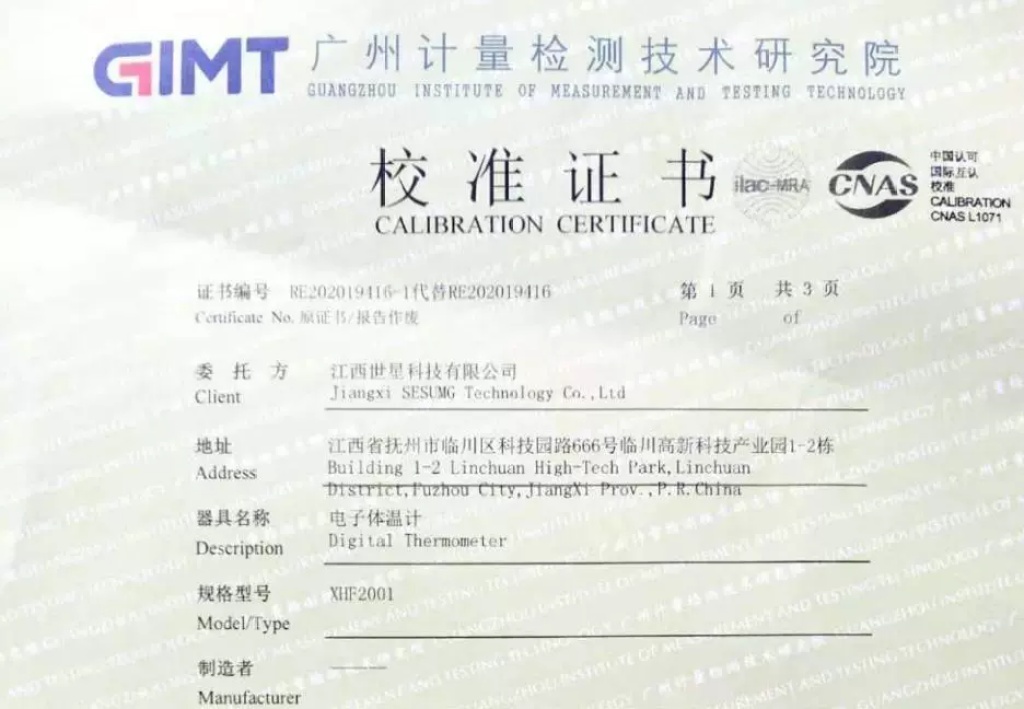 GIMT 广州计量检测技术研究院
GUANGZHOU INSTITUTE OF MEASUREMENT AND TESTING TECHNOLOGY
校准证书
CALIBRATION CERTIFICATE
ilac-MRA
CNAS
中国认可
国际互认
校准
CALIBRATION
CNAS L1071
证书编号 RE202019416-1代替RE202019416
Certificate No. 原证书/报告作废
第 1 页 共 3 页
Page of
委托方 江西世星科技有限公司
Client Jiangxi SESUMG Technology Co.,Ltd
地址 江西省抚州市临川区科技园路666号临川高新科技产业园1-2栋
Address Building 1-2 Linchuan High-Tech Park,Linchuan
District,Fuzhou City,JiangXi Prov.,P.R.China
器具名称 电子体温计
Description Digital Thermometer
规格型号 XHF2001
Model/Type
制造者 ———
Manufacturer